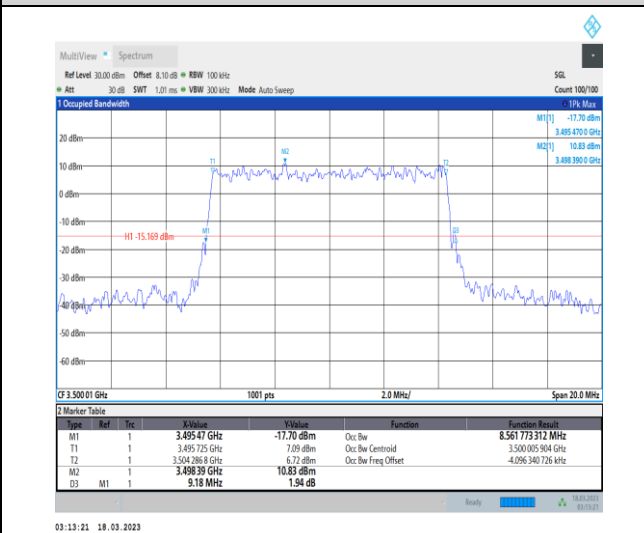 MultiView Spectrum
Ref Level 30.00 dBm Offset 8.10 dB RBW 100 kHz SGL
Att 30 dB SWT 1.01 ms VBW 300 kHz Mode Auto Sweep Count 100/100
1 Occupied Bandwidth 1Pk Max
M1[1] -17.70 dBm
3.495 470 0 GHz
M2[1] 10.83 dBm
3.498 390 0 GHz
20 dBm
M2
T1 T2
10 dBm
0 dBm
-10 dBm
M1 D3
H1 -15.169 dBm
-20 dBm
-30 dBm
-40 dBm
-50 dBm
-60 dBm
CF 3.500 01 GHz 1001 pts 2.0 MHz/ Span 20.0 MHz
2 Marker Table
Type Ref Trc X-Value Y-Value Function Function Result
M1 1 3.495 47 GHz -17.70 dBm Occ Bw 8.561 773 312 MHz
T1 1 3.495 725 GHz 7.09 dBm Occ Bw Centroid 3.500 005 904 GHz
T2 1 3.504 286 8 GHz 6.72 dBm Occ Bw Freq Offset -4.096 340 726 kHz
M2 1 3.498 39 GHz 10.83 dBm
D3 M1 1 9.18 MHz 1.94 dB
Ready 18.03.2023
03:13:21
03:13:21 18.03.2023